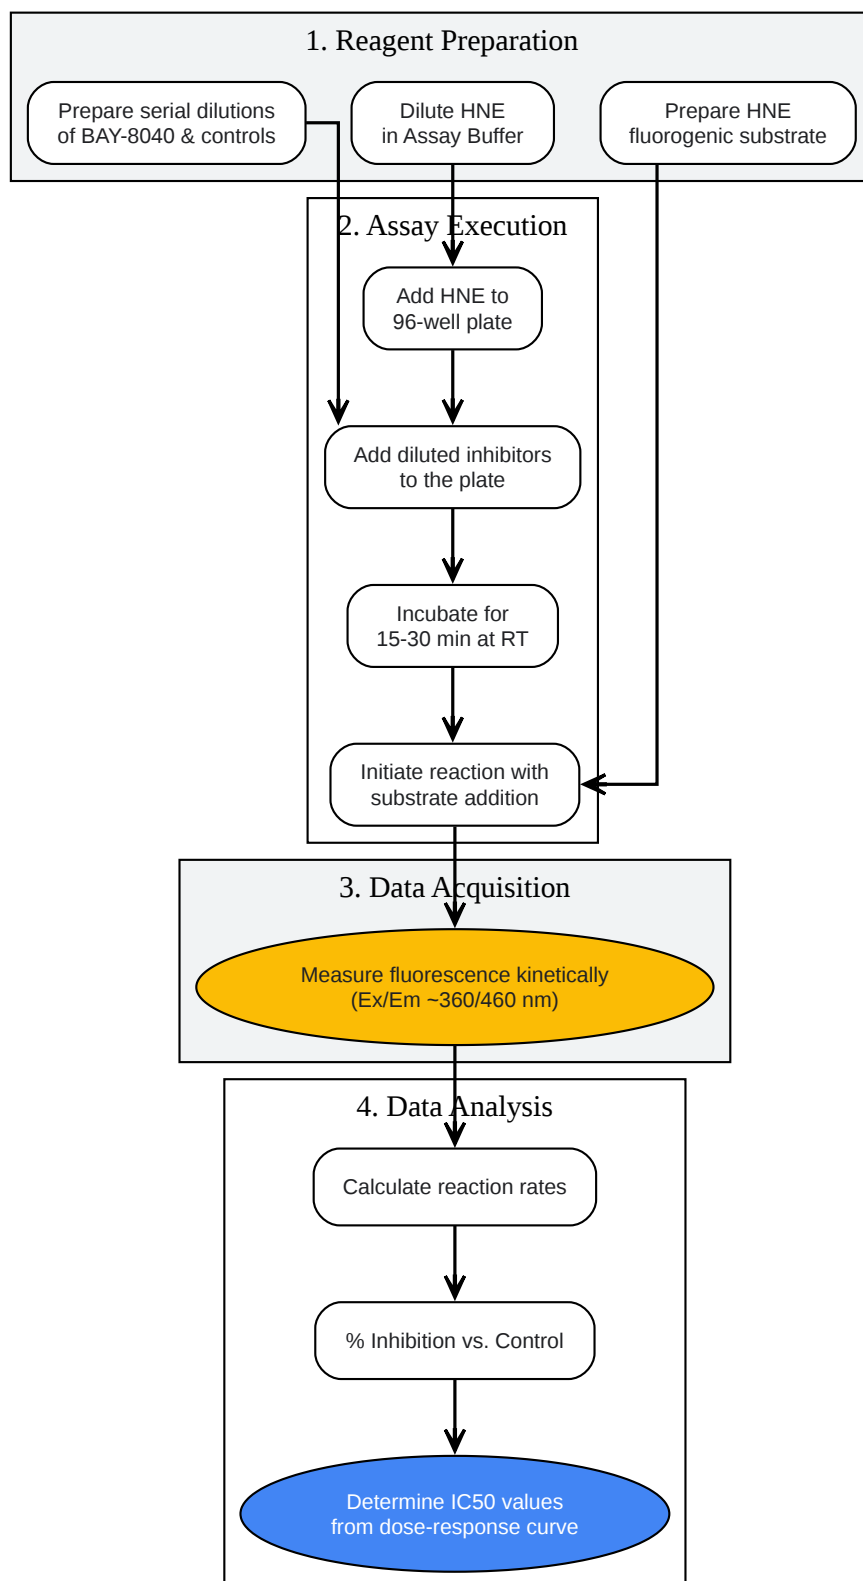 1. Reagent Preparation
Prepare serial dilutions
of BAY-8040 & controls
Dilute HNE
in Assay Buffer
Prepare HNE
fluorogenic substrate
2. Assay Execution
Add HNE to
96-well plate
Add diluted inhibitors
to the plate
Incubate for
15-30 min at RT
Initiate reaction with
substrate addition
3. Data Acquisition
Measure fluorescence kinetically
(Ex/Em ~360/460 nm)
4. Data Analysis
Calculate reaction rates
% Inhibition vs. Control
Determine IC50 values
from dose-response curve